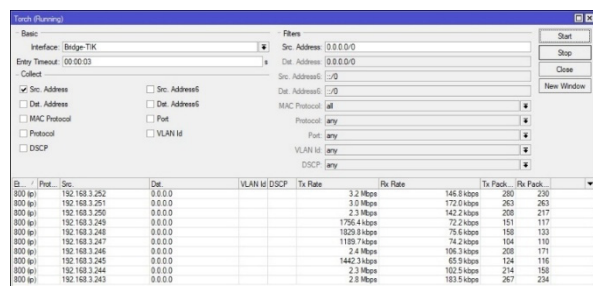 Torch (Running)
Basic
Interface: Bridge-TIK
Entry Timeout: 00:00:03 s
Collect
Src. Address
Src. Address6
Dst. Address
Dst. Address6
MAC Protocol
Port
Protocol
VLAN Id
DSCP
Filters
Src. Address: 0.0.0.0/0
Dst. Address: 0.0.0.0/0
Src. Address6: ::/0
Dst. Address6: ::/0
MAC Protocol: all
Protocol: any
Port: any
VLAN Id: any
DSCP: any
Start
Stop
Close
New Window
Et... / Prot... Src. Dst. VLAN Id DSCP Tx Rate Rx Rate Tx Pack... Rx Pack...
800 (ip) 192.168.3.252 0.0.0.0 3.2 Mbps 146.8 kbps 280 230
800 (ip) 192.168.3.251 0.0.0.0 3.0 Mbps 172.0 kbps 263 263
800 (ip) 192.168.3.250 0.0.0.0 2.3 Mbps 142.2 kbps 208 217
800 (ip) 192.168.3.249 0.0.0.0 1756.4 kbps 72.2 kbps 151 117
800 (ip) 192.168.3.248 0.0.0.0 1829.8 kbps 75.6 kbps 158 133
800 (ip) 192.168.3.247 0.0.0.0 1189.7 kbps 74.2 kbps 104 110
800 (ip) 192.168.3.246 0.0.0.0 2.4 Mbps 106.3 kbps 208 171
800 (ip) 192.168.3.245 0.0.0.0 1442.3 kbps 65.9 kbps 124 116
800 (ip) 192.168.3.244 0.0.0.0 2.3 Mbps 102.5 kbps 214 158
800 (ip) 192.168.3.243 0.0.0.0 2.8 Mbps 183.5 kbps 267 234